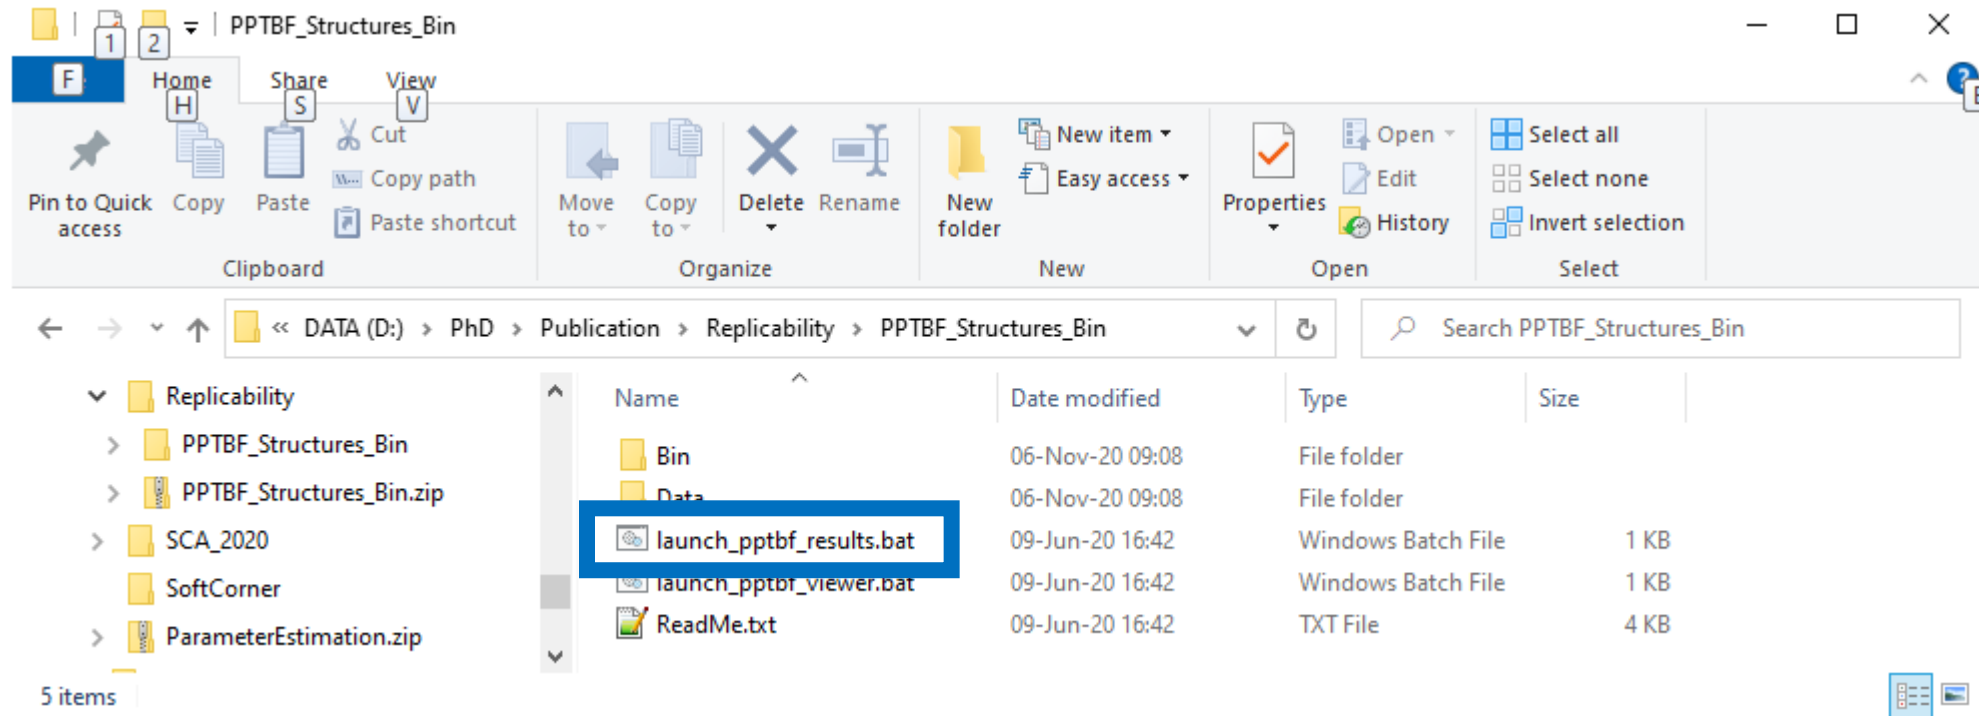 PPTBF_Structures_Bin
1 2
F Home Share View
H S V E
Cut
Copy path
Paste shortcut
Pin to Quick access
Copy
Paste
Clipboard
Move to
Copy to
Delete
Rename
Organize
New folder
New item
Easy access
New
Properties
Open
Edit
History
Open
Select all
Select none
Invert selection
Select
« DATA (D:) > PhD > Publication > Replicability > PPTBF_Structures_Bin
Search PPTBF_Structures_Bin
Replicability
PPTBF_Structures_Bin
PPTBF_Structures_Bin.zip
SCA_2020
SoftCorner
ParameterEstimation.zip
Name Date modified Type Size
Bin 06-Nov-20 09:08 File folder
Data 06-Nov-20 09:08 File folder
launch_pptbf_results.bat 09-Jun-20 16:42 Windows Batch File 1 KB
launch_pptbf_viewer.bat 09-Jun-20 16:42 Windows Batch File 1 KB
ReadMe.txt 09-Jun-20 16:42 TXT File 4 KB
5 items